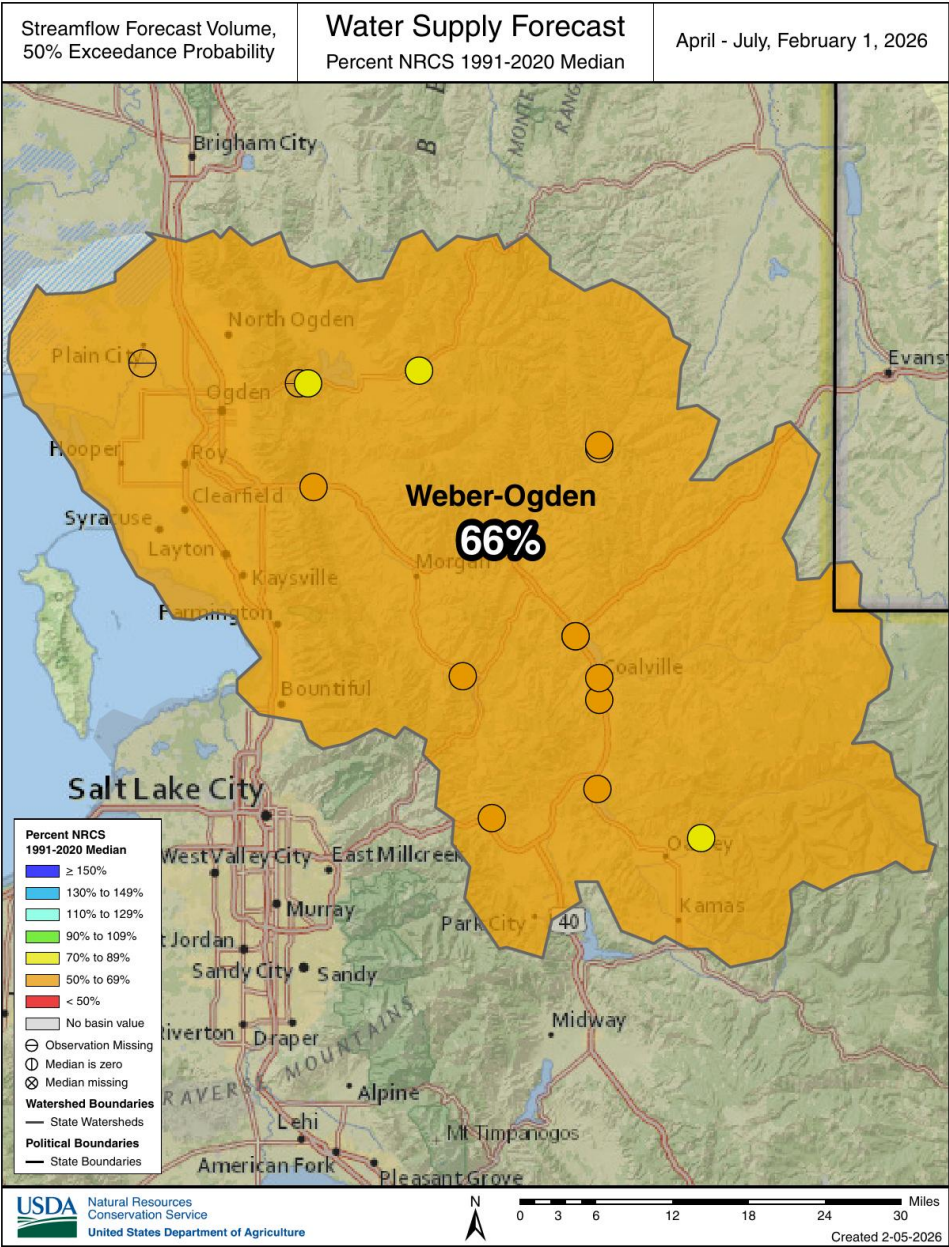 Streamflow Forecast Volume,
50% Exceedance Probability
Water Supply Forecast
Percent NRCS 1991-2020 Median
April - July, February 1, 2026
B
MONTE
RANG
Brigham City
North Ogden
Plain City
Ogden
Evans
Hooper
Roy
Clearfield
Weber-Ogden
66%
Syracuse
Layton
Morgan
Kaysville
Farmington
Coalville
Bountiful
Salt Lake City
West Valley City
East Millcreek
Oakley
Murray
Park City
40
Kamas
t Jordan
Sandy City
Sandy
Riverton
Draper
Midway
RAVERSE MOUNTAINS
Alpine
Lehi
Mt Timpanogos
American Fork
Pleasant Grove
Percent NRCS
1991-2020 Median
≥ 150%
130% to 149%
110% to 129%
90% to 109%
70% to 89%
50% to 69%
< 50%
No basin value
Observation Missing
Median is zero
Median missing
Watershed Boundaries
State Watersheds
Political Boundaries
State Boundaries
USDA
Natural Resources
Conservation Service
United States Department of Agriculture
N
Miles
0 3 6 12 18 24 30
Created 2-05-2026